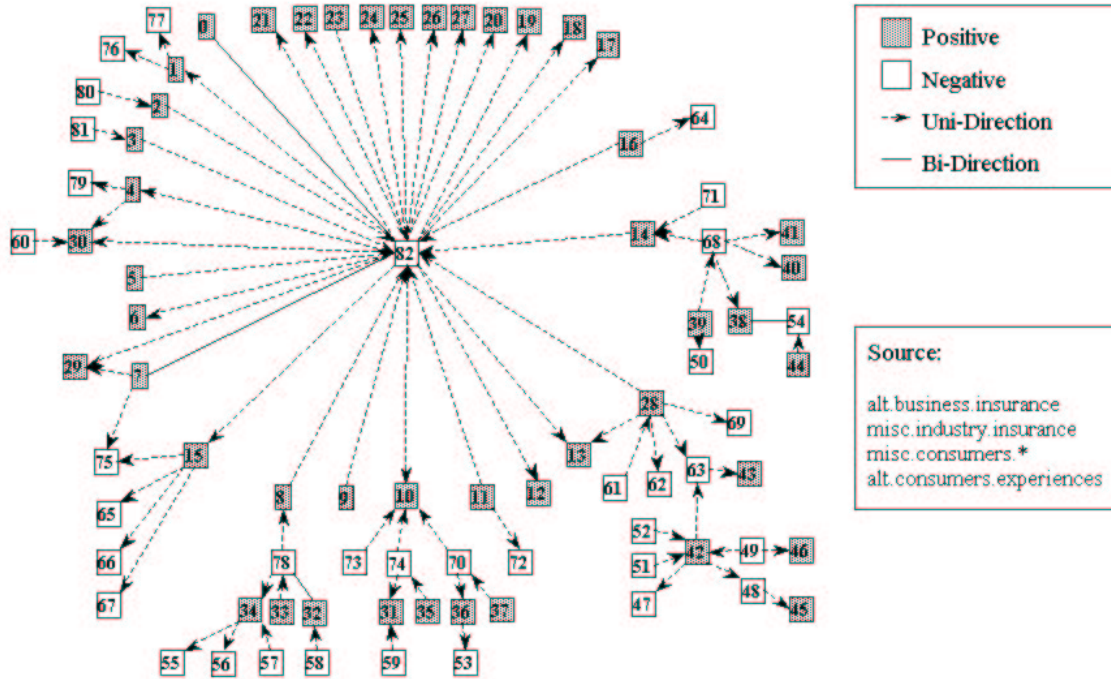 77 0 21 22 23 24 25 26 27 20 19 18 17
76 1
80 2
81 3
16 64
79 4
71
60 30
14 68 41
82
5
40
6
39 38 54
29 7
50 44
28 69
75 15
13
63 43
65
8 9 10 11 12
61 62
52
66
78 73 74 70 72
42 49 46
51
67
34 33 32 31 35 36 37
47 48 45
55 56 57 58 59 53
Positive
Negative
Uni-Direction
Bi-Direction
Source:
alt.business.insurance
misc.industry.insurance
misc.consumers.*
alt.consumers.experiences